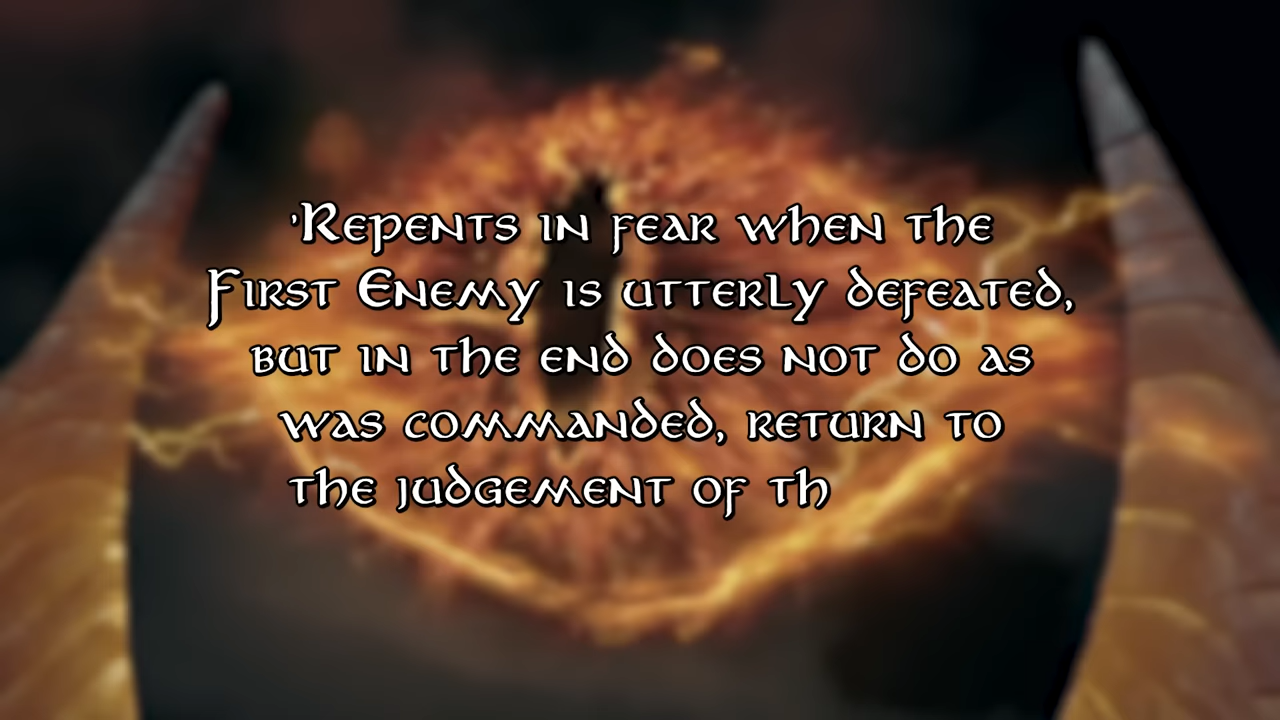 'Repents in fear when the
First Enemy is utterly defeated,
but in the end does not do as
was commanded, return to
the judgement of th